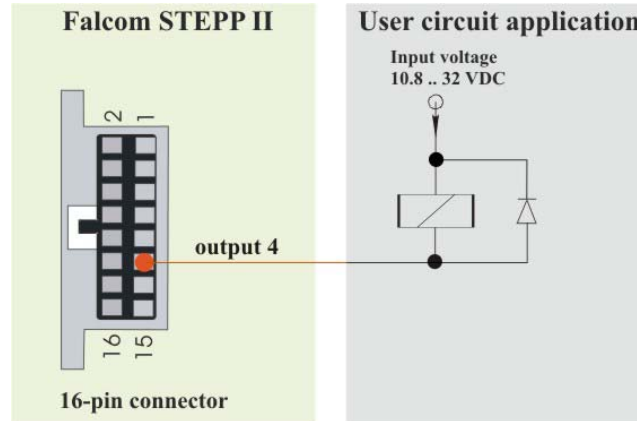 Falcom STEPP II
User circuit application
Input voltage
10.8 .. 32 VDC
2 1
output 4
16 15
16-pin connector